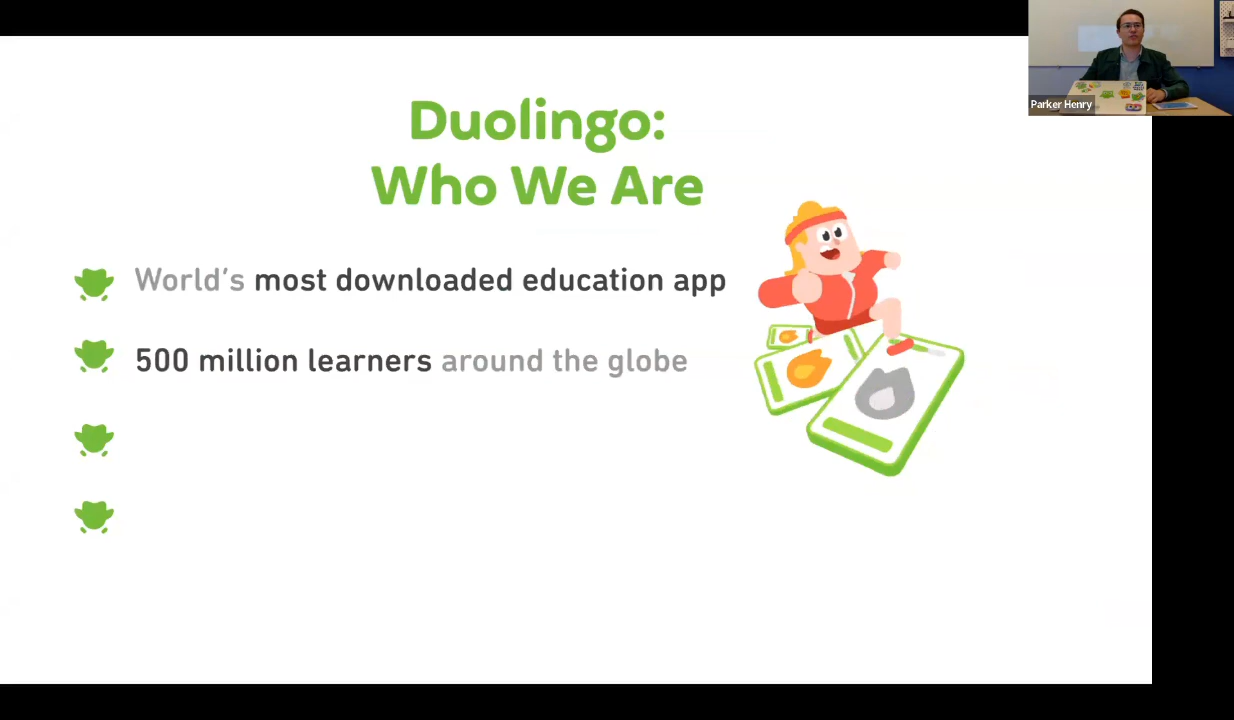 Duolingo:
Who We Are
World's most downloaded education app
500 million learners around the globe
Parker Henry